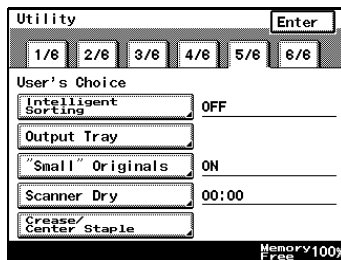 Utility
Enter
1/6 2/6 3/6 4/6 5/6 6/6
User's Choice
Intelligent
Sorting
OFF
Output Tray
"Small" Originals
ON
Scanner Dry
00:00
Crease/
Center Staple
Memory 100%
Free